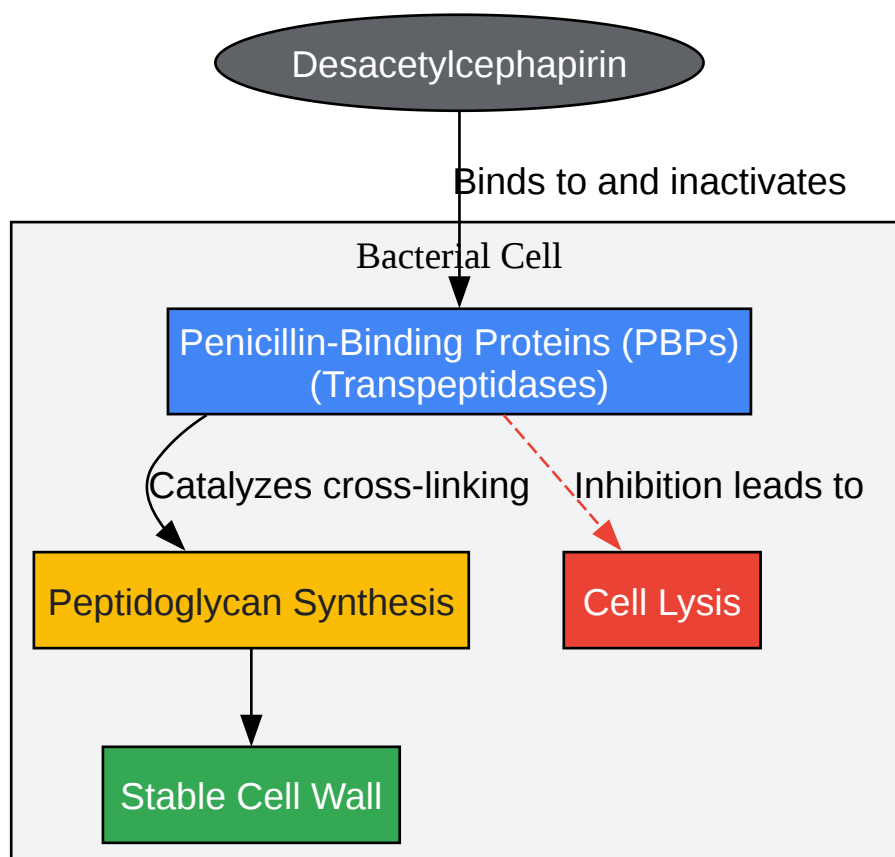 Desacetylcephapirin
Binds to and inactivates
Bacterial Cell
Penicillin-Binding Proteins (PBPs)
(Transpeptidases)
Catalyzes cross-linking
Inhibition leads to
Peptidoglycan Synthesis
Cell Lysis
Stable Cell Wall